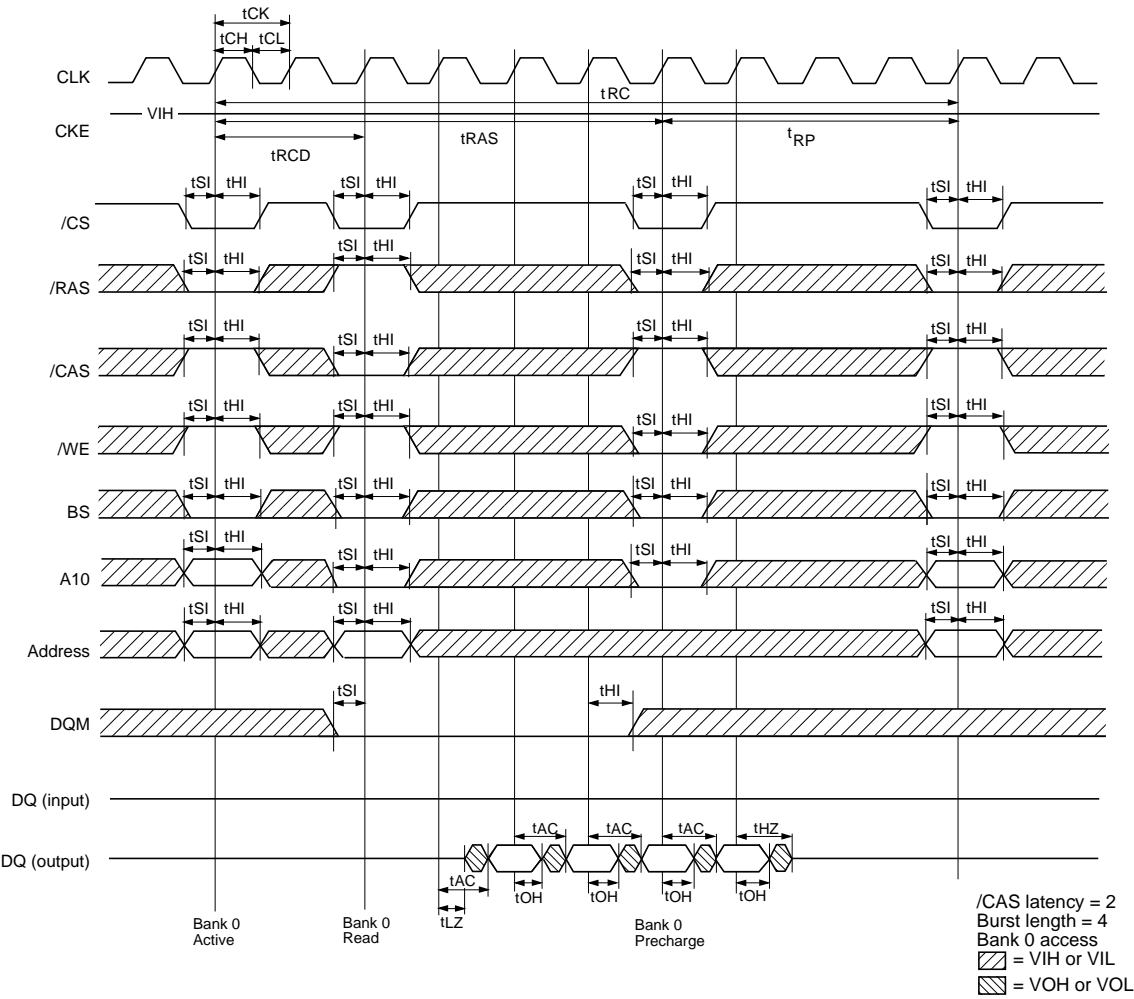 tCK
tCH tCL
CLK
tRC
VIH
CKE
tRAS
tRP
tRCD
tSI tHI tSI tHI tSI tHI tSI tHI
/CS
tSI tHI tSI tHI tSI tHI tSI tHI
/RAS
tSI tHI tSI tHI tSI tHI tSI tHI
/CAS
tSI tHI tSI tHI tSI tHI tSI tHI
/WE
tSI tHI tSI tHI tSI tHI tSI tHI
BS
tSI tHI tSI tHI tSI tHI tSI tHI
A10
tSI tHI tSI tHI tSI tHI
Address
tSI tHI
DQM
DQ (input)
tAC tAC tAC tHZ
DQ (output)
tAC
tOH tOH tOH tOH
tLZ
Bank 0
Active
Bank 0
Read
Bank 0
Precharge
/CAS latency = 2
Burst length = 4
Bank 0 access
= VIH or VIL
= VOH or VOL